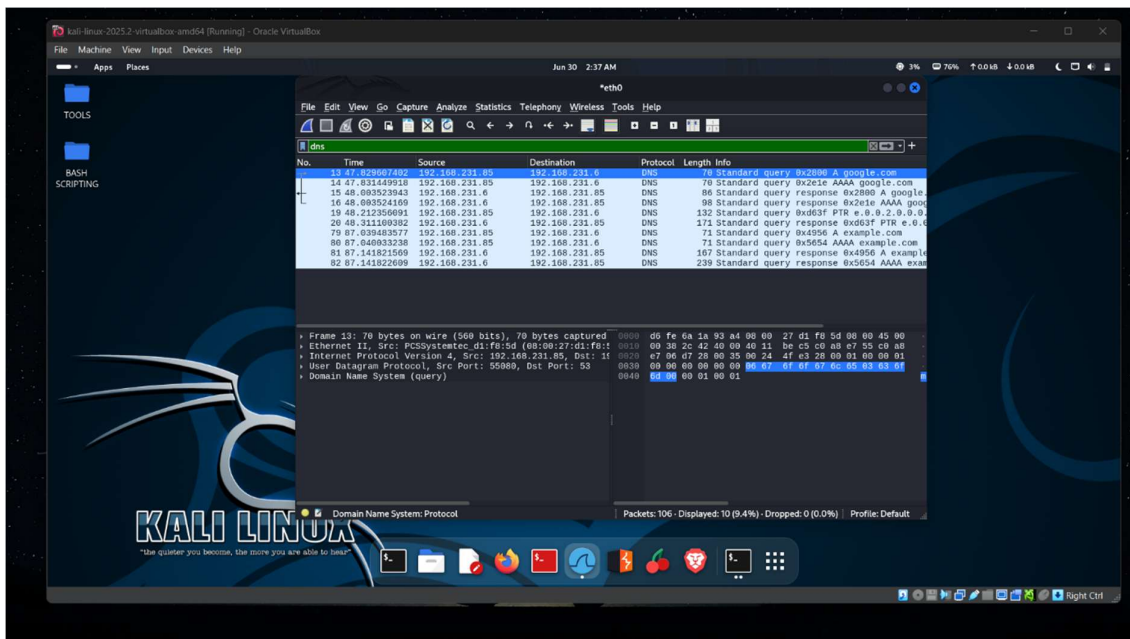 kali-linux-2025.2-virtualbox-amd64 [Running] - Oracle VirtualBox
File Machine View Input Devices Help
Apps Places Jun 30 2:37 AM 3% 76% 0.0 kB 0.0 kB
*eth0
TOOLS
File Edit View Go Capture Analyze Statistics Telephony Wireless Tools Help
dns
BASH
SCRIPTING
No. Time Source Destination Protocol Length Info
13 47.829607402 192.168.231.85 192.168.231.6 DNS 70 Standard query 0x2800 A google.com
14 47.831449918 192.168.231.85 192.168.231.6 DNS 70 Standard query 0x2e1e AAAA google.com
15 48.003523943 192.168.231.6 192.168.231.85 DNS 86 Standard query response 0x2800 A google.
16 48.003524169 192.168.231.6 192.168.231.85 DNS 98 Standard query response 0x2e1e AAAA goog
19 48.212356091 192.168.231.85 192.168.231.6 DNS 132 Standard query 0xd63f PTR e.0.0.2.0.0.0.
20 48.311100382 192.168.231.6 192.168.231.85 DNS 171 Standard query response 0xd63f PTR e.0.0
79 87.039483577 192.168.231.85 192.168.231.6 DNS 71 Standard query 0x4956 A example.com
80 87.040033238 192.168.231.85 192.168.231.6 DNS 71 Standard query 0x5654 AAAA example.com
81 87.141821569 192.168.231.6 192.168.231.85 DNS 167 Standard query response 0x4956 A example
82 87.141822609 192.168.231.6 192.168.231.85 DNS 239 Standard query response 0x5654 AAAA exam
Frame 13: 70 bytes on wire (560 bits), 70 bytes captured
Ethernet II, Src: PCSSystemtec_d1:f8:5d (08:00:27:d1:f8:5
Internet Protocol Version 4, Src: 192.168.231.85, Dst: 19
User Datagram Protocol, Src Port: 55080, Dst Port: 53
Domain Name System (query)
0000 d6 fe 6a 1a 93 a4 08 00 27 d1 f8 5d 08 00 45 00
0010 00 38 2c 42 40 00 40 11 be c5 c0 a8 e7 55 c0 a8
0020 e7 06 d7 28 00 35 00 24 4f e3 28 00 01 00 00 01
0030 00 00 00 00 00 00 06 67 6f 6f 67 6c 65 03 63 6f
0040 6d 00 00 01 00 01 m
Domain Name System: Protocol Packets: 106 · Displayed: 10 (9.4%) · Dropped: 0 (0.0%) Profile: Default
KALI LINUX
"the quieter you become, the more you are able to hear"
Right Ctrl